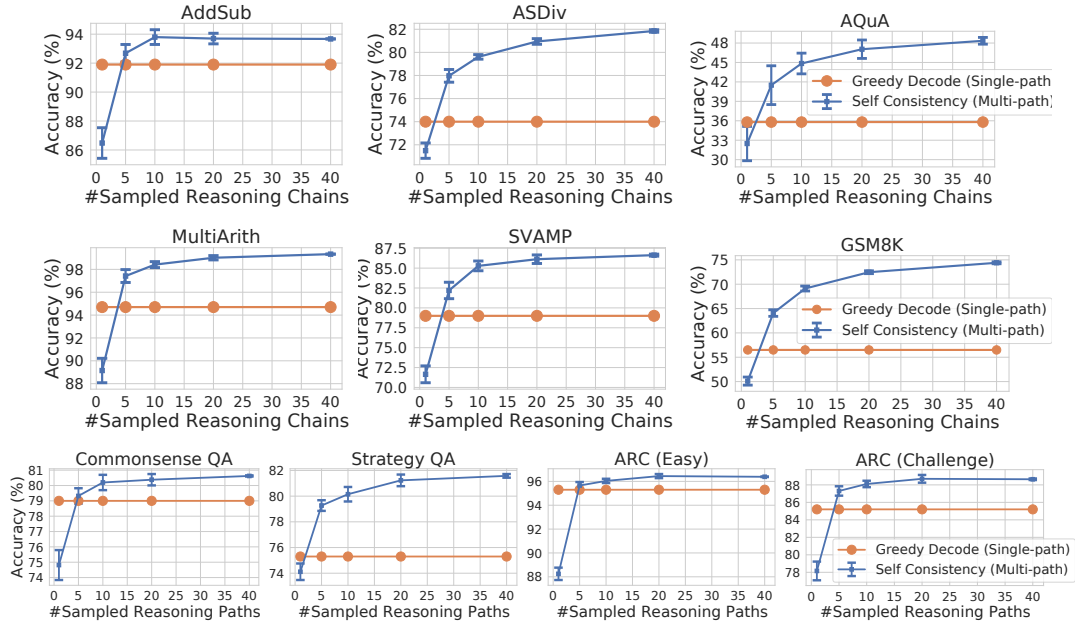 AddSub
Accuracy (%)
94
92
90
88
86
0 5 10 15 20 25 30 35 40
#Sampled Reasoning Chains
ASDiv
Accuracy (%)
82
80
78
76
74
72
0 5 10 15 20 25 30 35 40
#Sampled Reasoning Chains
AQuA
Accuracy (%)
48
45
42
39
36
33
30
Greedy Decode (Single-path)
Self Consistency (Multi-path)
0 5 10 15 20 25 30 35 40
#Sampled Reasoning Chains
MultiArith
Accuracy (%)
98
96
94
92
90
88
0 5 10 15 20 25 30 35 40
#Sampled Reasoning Chains
SVAMP
Accuracy (%)
87.5
85.0
82.5
80.0
77.5
75.0
72.5
70.0
0 5 10 15 20 25 30 35 40
#Sampled Reasoning Chains
GSM8K
Accuracy (%)
75
70
65
60
55
50
Greedy Decode (Single-path)
Self Consistency (Multi-path)
0 5 10 15 20 25 30 35 40
#Sampled Reasoning Chains
Commonsense QA
Accuracy (%)
81
80
79
78
77
76
75
74
0 5 10 15 20 25 30 35 40
#Sampled Reasoning Paths
Strategy QA
82
80
78
76
74
0 5 10 15 20 25 30 35 40
#Sampled Reasoning Paths
ARC (Easy)
96
94
92
90
88
0 5 10 15 20 25 30 35 40
#Sampled Reasoning Paths
ARC (Challenge)
88
86
84
82
80
78
Greedy Decode (Single-path)
Self Consistency (Multi-path)
0 5 10 15 20 25 30 35 40
#Sampled Reasoning Paths